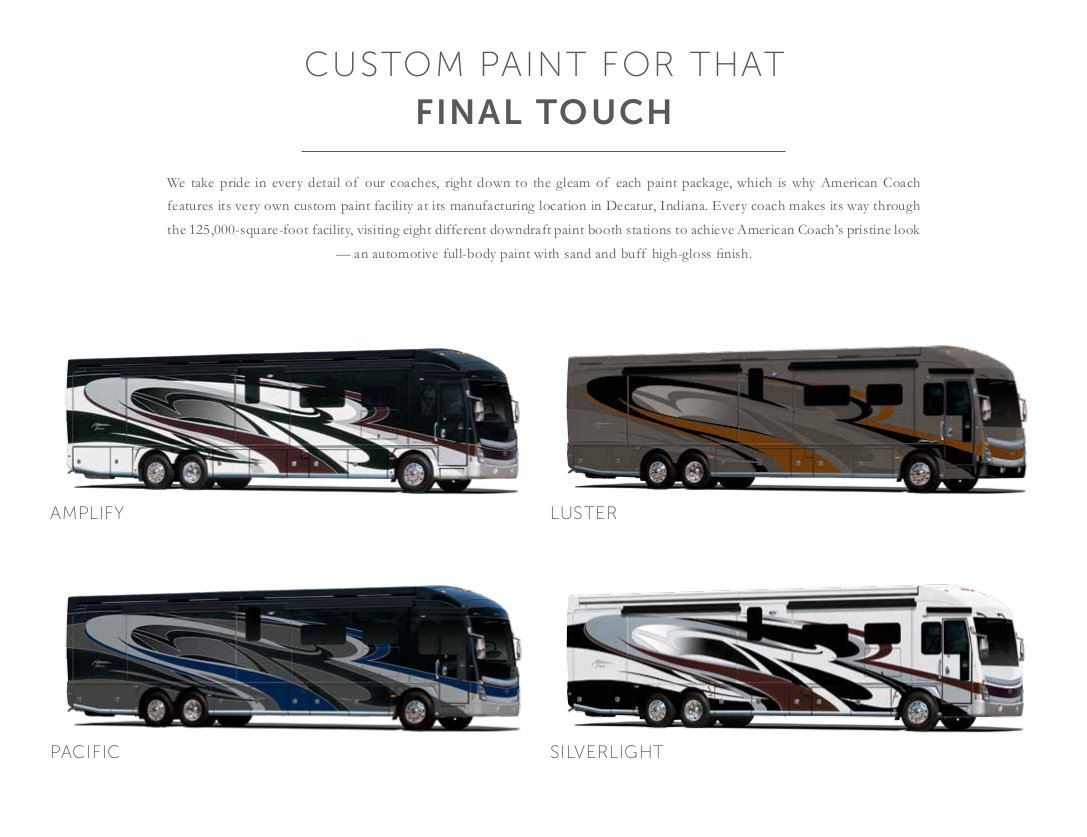 CUSTOM PAINT FOR THAT
FINAL TOUCH
We take pride in every detail of our coaches, right down to the gleam of each paint package, which is why American Coach
features its very own custom paint facility at its manufacturing location in Decatur, Indiana. Every coach makes its way through
the 125,000-square-foot facility, visiting eight different downdraft paint booth stations to achieve American Coach's pristine look
— an automotive full-body paint with sand and buff high-gloss finish.
AMPLIFY
LUSTER
PACIFIC
SILVERLIGHT